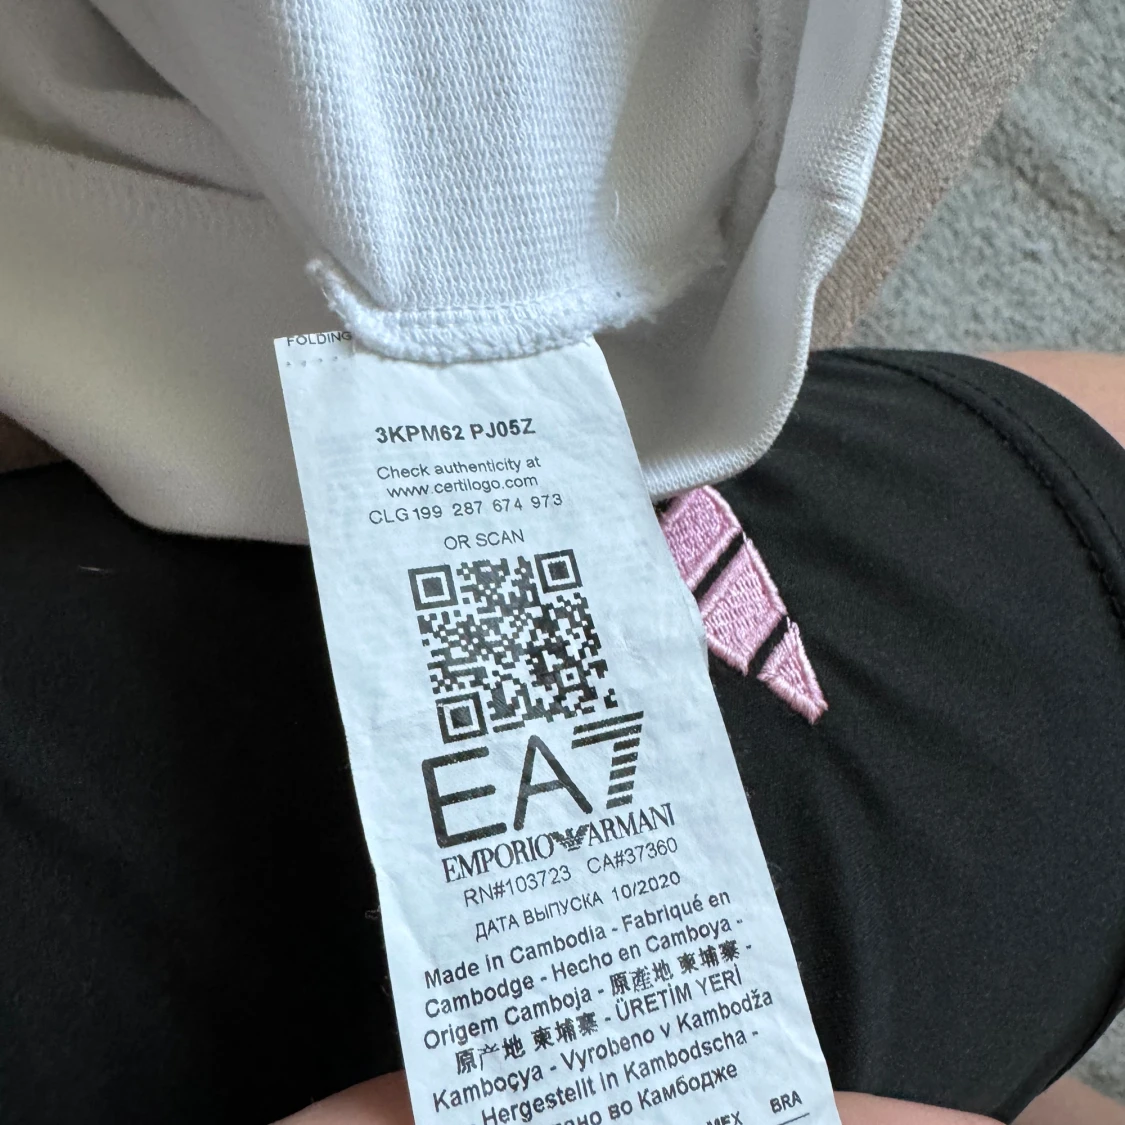 FOLDING
3KPM62 PJ05Z
Check authenticity at
www.certilogo.com
CLG 199 287 674 973
OR SCAN
EA7
EMPORIO ARMANI
RN#103723 CA#37360
ДАТА ВЫПУСКА 10/2020
Made in Cambodia - Fabriqué en
Cambodge - Hecho en Camboya -
Origem Camboja - 原産地 柬埔寨 -
原产地 柬埔寨 - ÜRETİM YERİ
Kamboçya - Vyrobeno v Kambodža
Hergestellt in Kambodscha -
во Камбодже
MEX BRA